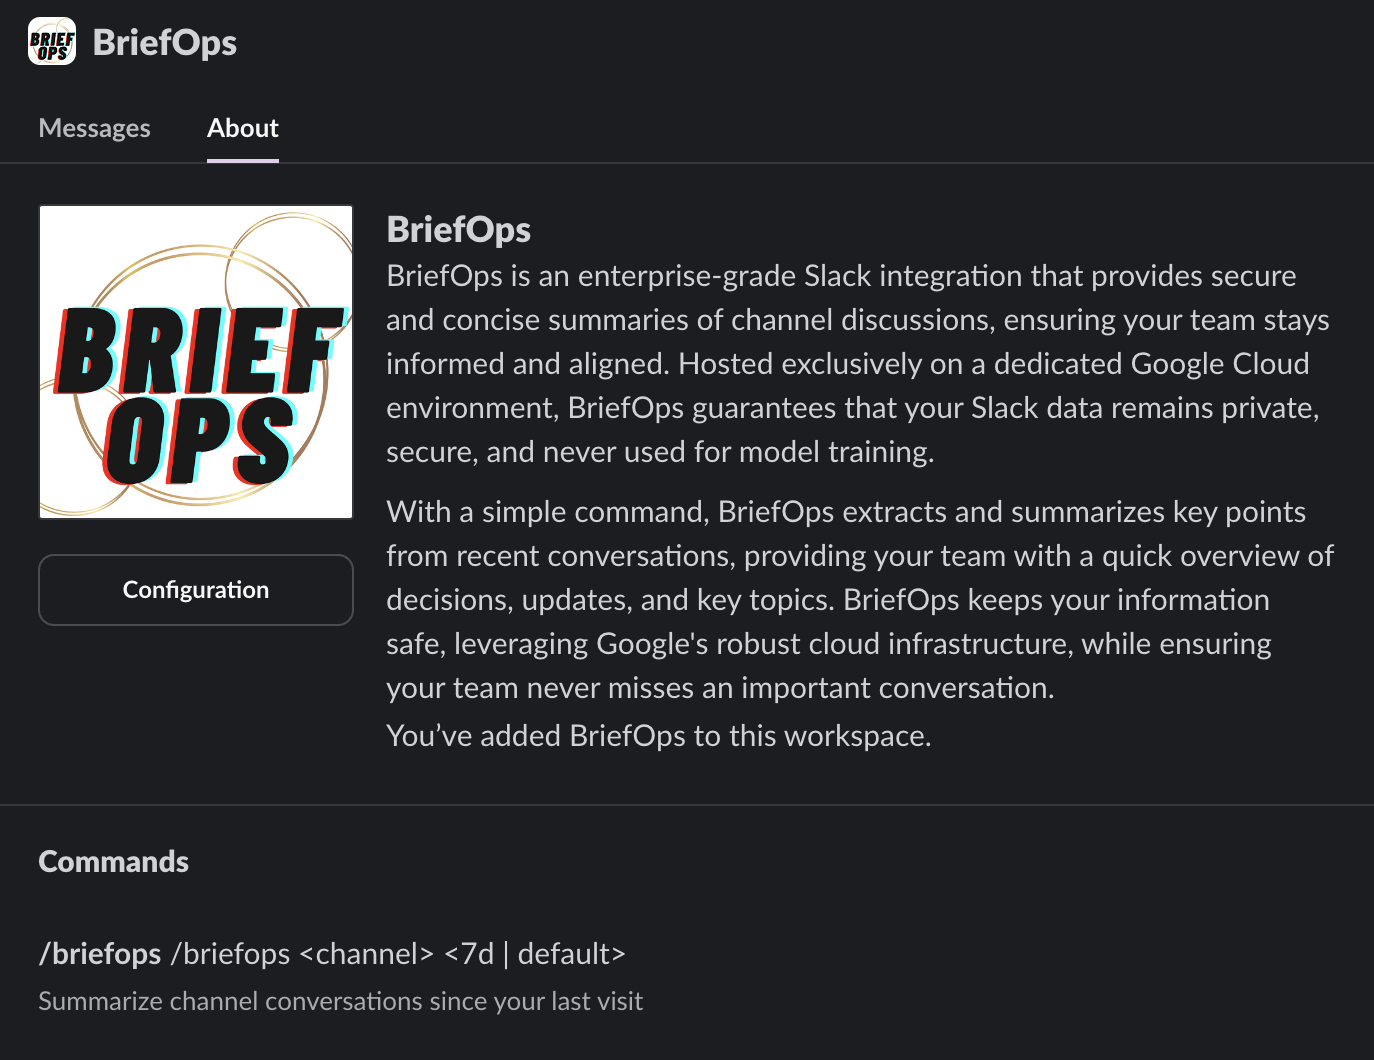 BRIEF
OPS
BriefOps
Messages
About
BRIEF
OPS
BriefOps
BriefOps is an enterprise-grade Slack integration that provides secure
and concise summaries of channel discussions, ensuring your team stays
informed and aligned. Hosted exclusively on a dedicated Google Cloud
environment, BriefOps guarantees that your Slack data remains private,
secure, and never used for model training.
With a simple command, BriefOps extracts and summarizes key points
from recent conversations, providing your team with a quick overview of
decisions, updates, and key topics. BriefOps keeps your information
safe, leveraging Google's robust cloud infrastructure, while ensuring
your team never misses an important conversation.
You’ve added BriefOps to this workspace.
Configuration
Commands
/briefops /briefops <channel> <7d | default>
Summarize channel conversations since your last visit